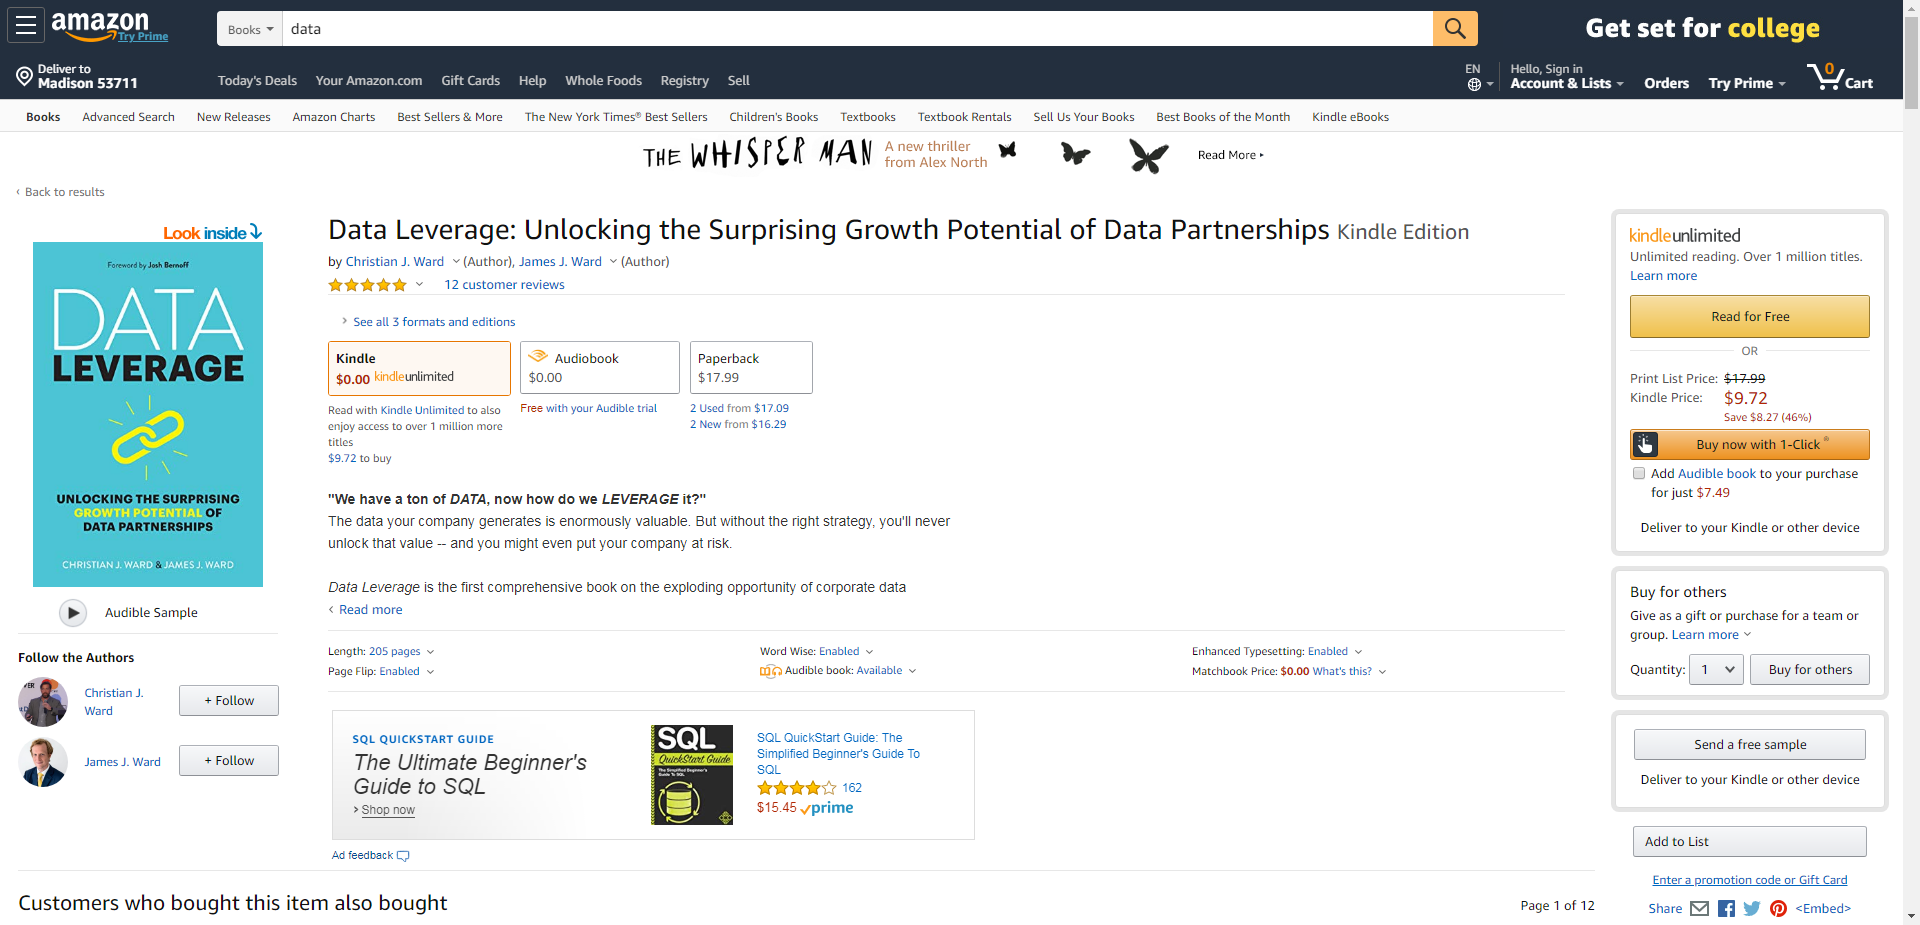 amazon
Try Prime
Books
data
Get set for college
Deliver to
Madison 53711
Today's Deals Your Amazon.com Gift Cards Help Whole Foods Registry Sell
EN
Hello, Sign in
Account & Lists
Orders
Try Prime
0
Cart
Books Advanced Search New Releases Amazon Charts Best Sellers & More The New York Times® Best Sellers Children's Books Textbooks Textbook Rentals Sell Us Your Books Best Books of the Month Kindle eBooks
THE WHISPER MAN
A new thriller
from Alex North
Read More ▸
‹ Back to results
Look inside
Foreword by Josh Bernoff
DATA
LEVERAGE
UNLOCKING THE SURPRISING
GROWTH POTENTIAL OF
DATA PARTNERSHIPS
CHRISTIAN J. WARD & JAMES J. WARD
Audible Sample
Follow the Authors
Christian J.
Ward
+ Follow
James J. Ward
+ Follow
Data Leverage: Unlocking the Surprising Growth Potential of Data Partnerships Kindle Edition
by Christian J. Ward (Author), James J. Ward (Author)
12 customer reviews
› See all 3 formats and editions
Kindle
$0.00 kindleunlimited
Read with Kindle Unlimited to also
enjoy access to over 1 million more
titles
$9.72 to buy
Audiobook
$0.00
Free with your Audible trial
Paperback
$17.99
2 Used from $17.09
2 New from $16.29
"We have a ton of DATA, now how do we LEVERAGE it?"
The data your company generates is enormously valuable. But without the right strategy, you'll never
unlock that value -- and you might even put your company at risk.
Data Leverage is the first comprehensive book on the exploding opportunity of corporate data
‹ Read more
Length: 205 pages
Page Flip: Enabled
Word Wise: Enabled
Audible book: Available
Enhanced Typesetting: Enabled
Matchbook Price: $0.00 What's this?
SQL QUICKSTART GUIDE
The Ultimate Beginner's
Guide to SQL
› Shop now
SQL
QuickStart Guide
The Simplified Beginner's
Guide To SQL
SQL QuickStart Guide: The
Simplified Beginner's Guide To
SQL
162
$15.45 prime
Ad feedback
Customers who bought this item also bought
Page 1 of 12
kindleunlimited
Unlimited reading. Over 1 million titles.
Learn more
Read for Free
OR
Print List Price: $17.99
Kindle Price: $9.72
Save $8.27 (46%)
Buy now with 1-Click ®
Add Audible book to your purchase
for just $7.49
Deliver to your Kindle or other device
Buy for others
Give as a gift or purchase for a team or
group. Learn more
Quantity: 1 Buy for others
Send a free sample
Deliver to your Kindle or other device
Add to List
Enter a promotion code or Gift Card
Share <Embed>